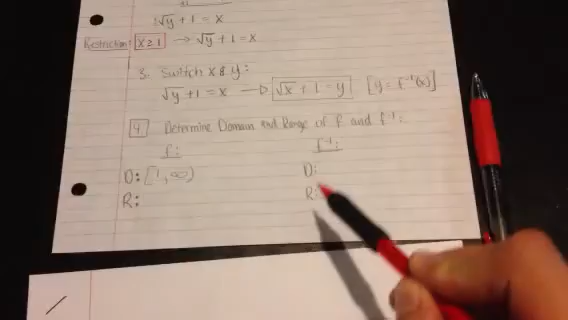 √y + 1 = x
Restriction: x ≥ 1 → √y + 1 = x
3. Switch x & y:
√y + 1 = x → √x + 1 = y [y = f⁻¹(x)]
4 Determine Domain and Range of f and f⁻¹:
f: f⁻¹:
D: [1, ∞) D:
R: R: